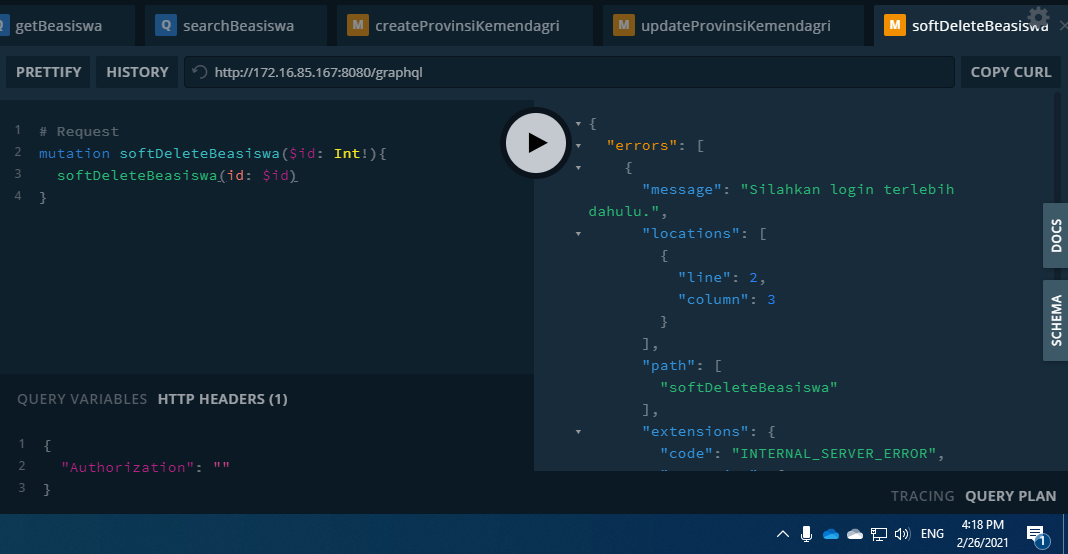 getBeasiswa
Q searchBeasiswa
M createProvinsiKemendagri
M updateProvinsiKemendagri
M softDeleteBeasiswa
PRETTIFY
HISTORY
http://172.16.85.167:8080/graphql
COPY CURL
1 # Request
2 mutation softDeleteBeasiswa($id: Int!){
3 softDeleteBeasiswa(id: $id)
4 }
{
"errors": [
{
"message": "Silahkan login terlebih
dahulu.",
"locations": [
{
"line": 2,
"column": 3
}
],
"path": [
"softDeleteBeasiswa"
],
"extensions": {
"code": "INTERNAL_SERVER_ERROR",
DOCS
SCHEMA
QUERY VARIABLES HTTP HEADERS (1)
1 {
2 "Authorization": ""
3 }
TRACING QUERY PLAN
ENG
4:18 PM
2/26/2021
1